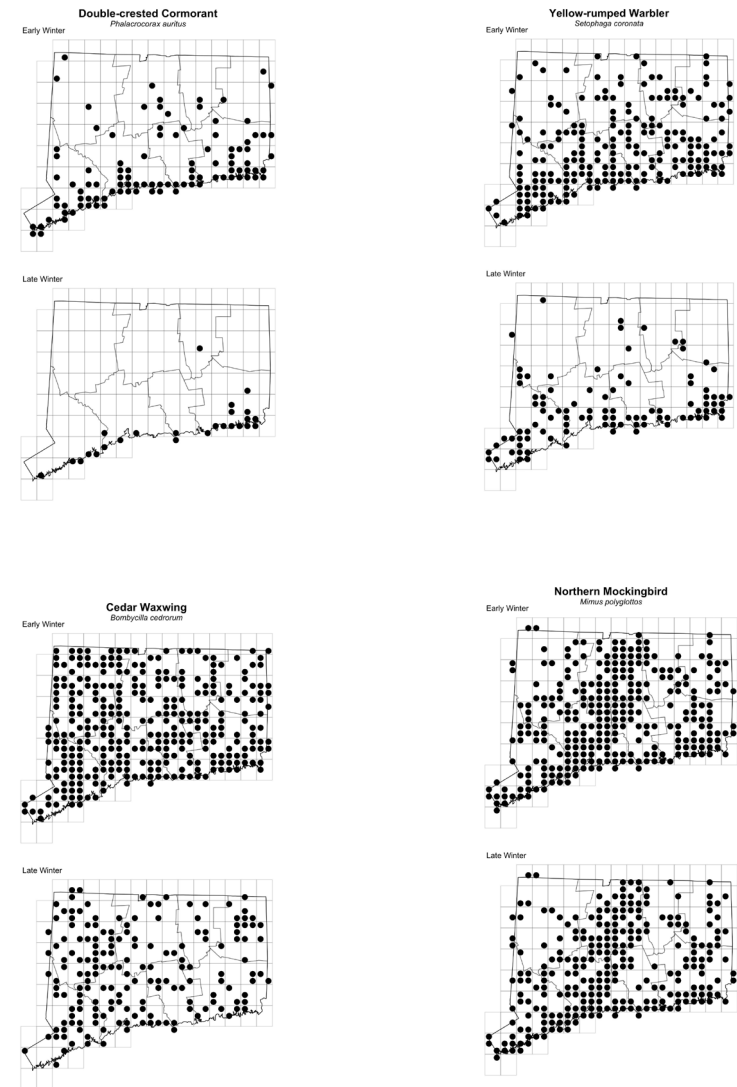 Double-crested Cormorant
Phalacrocorax auritus
Early Winter
Late Winter
Yellow-rumped Warbler
Setophaga coronata
Early Winter
Late Winter
Cedar Waxwing
Bombycilla cedrorum
Early Winter
Late Winter
Northern Mockingbird
Mimus polyglottos
Early Winter
Late Winter